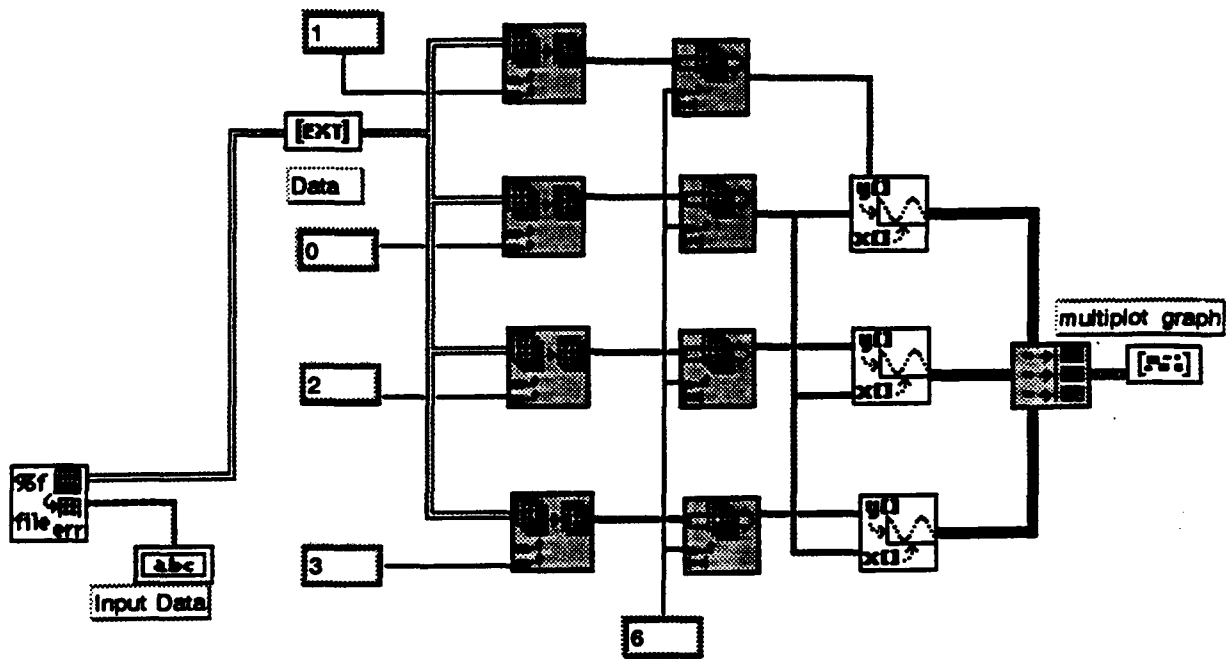 1
[EXT]
Data
0
y[]
x[]
multiplot graph
2
y[]
x[]
%f
file
err
y[]
x[]
abc
3
Input Data
6